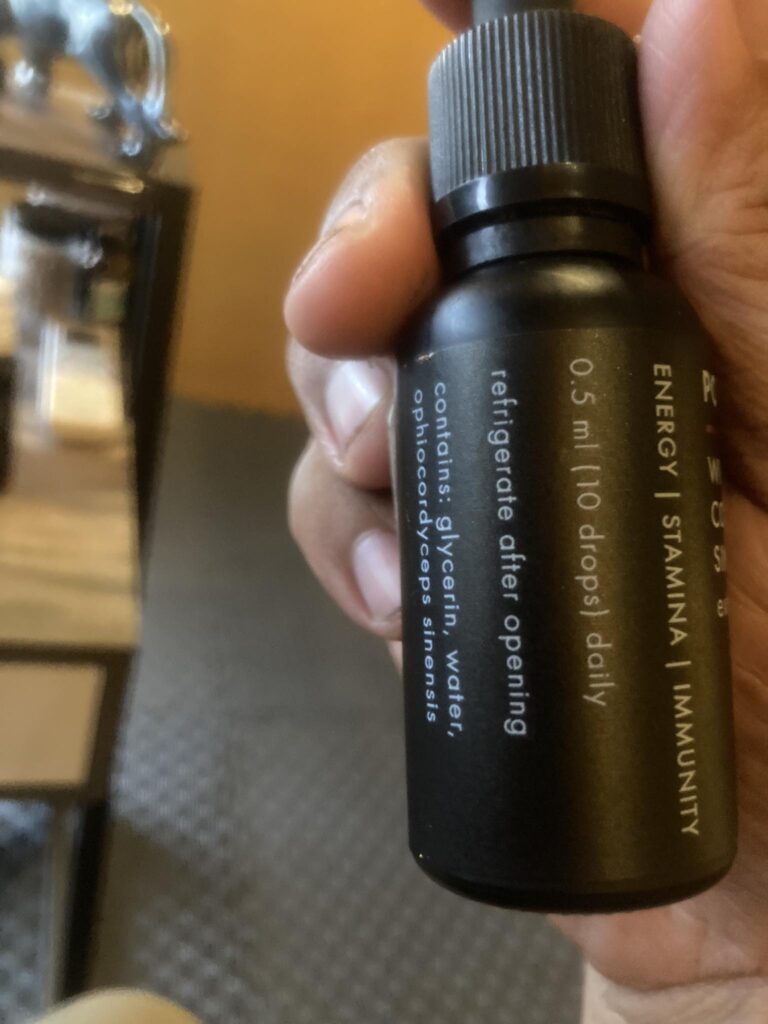 ENERGY | STAMINA | IMMUNITY
0.5 ml (10 drops) daily
refrigerate after opening
contains: glycerin, water,
ophiocordyceps sinensis